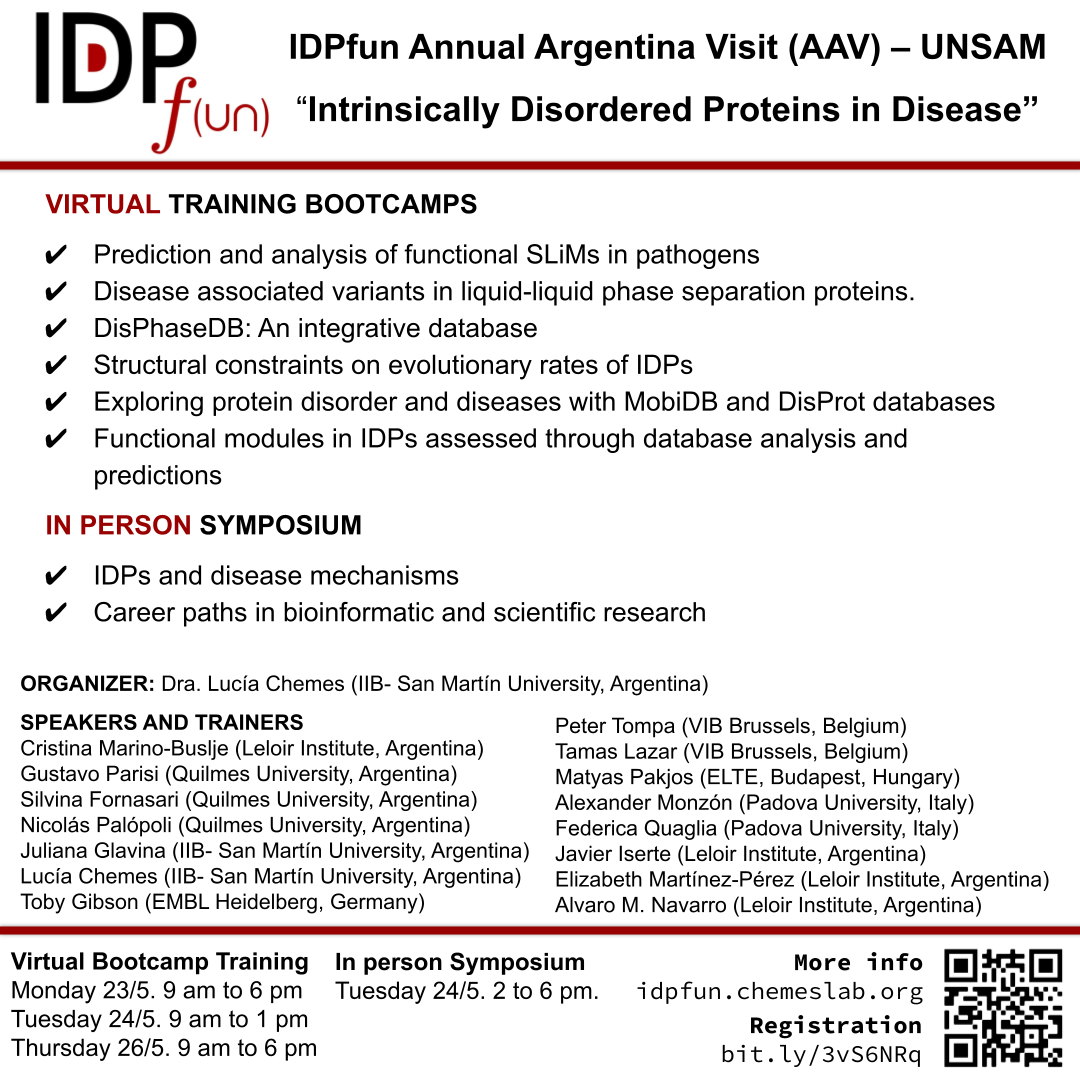 IDP
f(un)
IDPfun Annual Argentina Visit (AAV) – UNSAM
“Intrinsically Disordered Proteins in Disease”
VIRTUAL TRAINING BOOTCAMPS
✔ Prediction and analysis of functional SLiMs in pathogens
✔ Disease associated variants in liquid-liquid phase separation proteins.
✔ DisPhaseDB: An integrative database
✔ Structural constraints on evolutionary rates of IDPs
✔ Exploring protein disorder and diseases with MobiDB and DisProt databases
✔ Functional modules in IDPs assessed through database analysis and
predictions
IN PERSON SYMPOSIUM
✔ IDPs and disease mechanisms
✔ Career paths in bioinformatic and scientific research
ORGANIZER: Dra. Lucía Chemes (IIB- San Martín University, Argentina)
SPEAKERS AND TRAINERS
Cristina Marino-Buslje (Leloir Institute, Argentina)
Gustavo Parisi (Quilmes University, Argentina)
Silvina Fornasari (Quilmes University, Argentina)
Nicolás Palópoli (Quilmes University, Argentina)
Juliana Glavina (IIB- San Martín University, Argentina)
Lucía Chemes (IIB- San Martín University, Argentina)
Toby Gibson (EMBL Heidelberg, Germany)
Peter Tompa (VIB Brussels, Belgium)
Tamas Lazar (VIB Brussels, Belgium)
Matyas Pakjos (ELTE, Budapest, Hungary)
Alexander Monzón (Padova University, Italy)
Federica Quaglia (Padova University, Italy)
Javier Iserte (Leloir Institute, Argentina)
Elizabeth Martínez-Pérez (Leloir Institute, Argentina)
Alvaro M. Navarro (Leloir Institute, Argentina)
Virtual Bootcamp Training
Monday 23/5. 9 am to 6 pm
Tuesday 24/5. 9 am to 1 pm
Thursday 26/5. 9 am to 6 pm
In person Symposium
Tuesday 24/5. 2 to 6 pm.
More info
idpfun.chemeslab.org
Registration
bit.ly/3vS6NRq